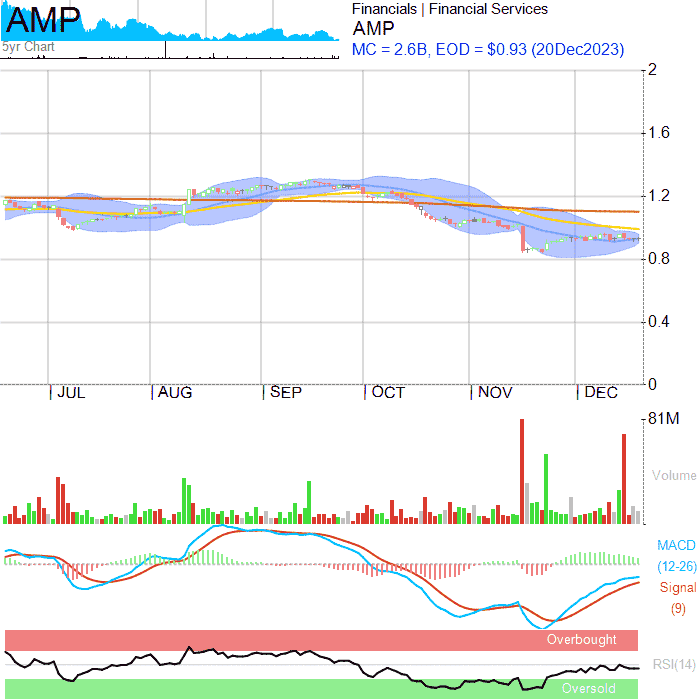 AMP
5yr Chart
Financials | Financial Services
AMP
MC = 2.6B, EOD = $0.93 (20Dec2023)
2
1.6
1.2
0.8
0.4
0
JUL AUG SEP OCT NOV DEC
81M
Volume
MACD
(12-26)
Signal
(9)
Overbought
RSI(14)
Oversold